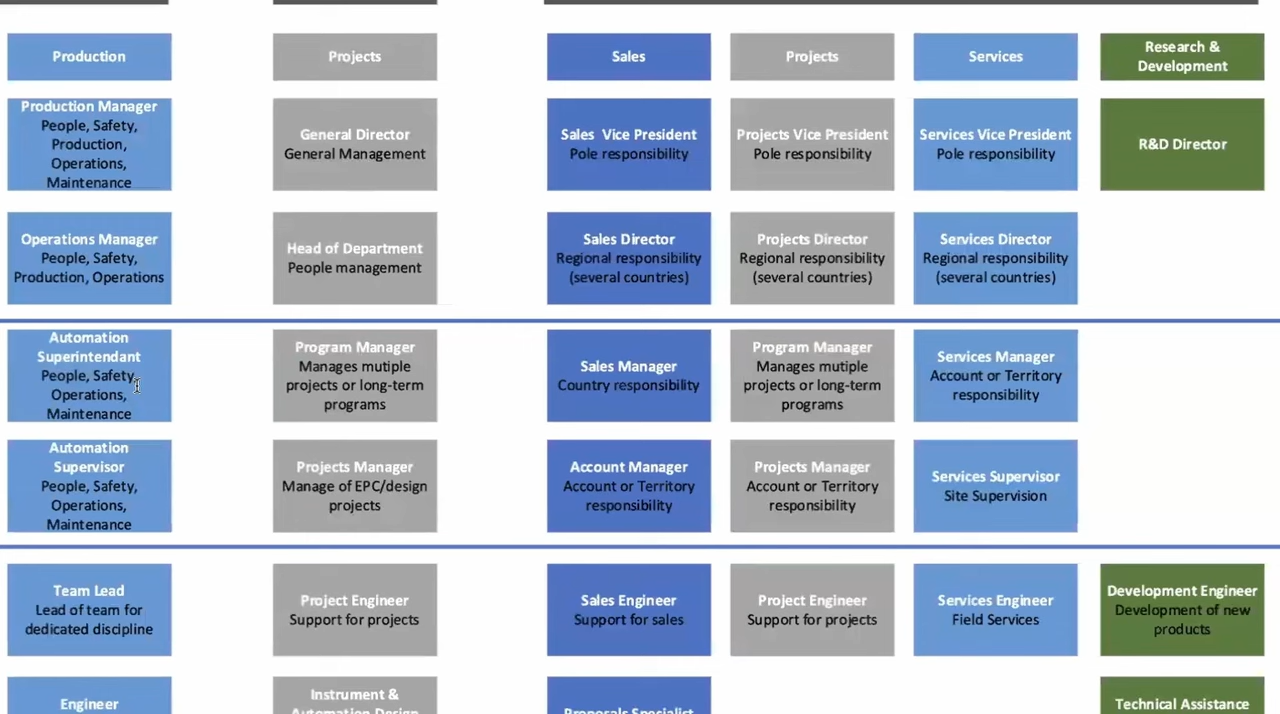 Production
Projects
Sales
Projects
Services
Research &
Development
Production Manager
People, Safety,
Production,
Operations,
Maintenance
General Director
General Management
Sales Vice President
Pole responsibility
Projects Vice President
Pole responsibility
Services Vice President
Pole responsibility
R&D Director
Operations Manager
People, Safety,
Production, Operations
Head of Department
People management
Sales Director
Regional responsibility
(several countries)
Projects Director
Regional responsibility
(several countries)
Services Director
Regional responsibility
(several countries)
Automation
Superintendant
People, Safety,
Operations,
Maintenance
Program Manager
Manages mutiple
projects or long-term
programs
Sales Manager
Country responsibility
Program Manager
Manages mutiple
projects or long-term
programs
Services Manager
Account or Territory
responsibility
Automation
Supervisor
People, Safety,
Operations,
Maintenance
Projects Manager
Manage of EPC/design
projects
Account Manager
Account or Territory
responsibility
Projects Manager
Account or Territory
responsibility
Services Supervisor
Site Supervision
Team Lead
Lead of team for
dedicated discipline
Project Engineer
Support for projects
Sales Engineer
Support for sales
Project Engineer
Support for projects
Services Engineer
Field Services
Development Engineer
Development of new
products
Engineer
Instrument &
Automation Design
Proposals Specialist
Technical Assistance